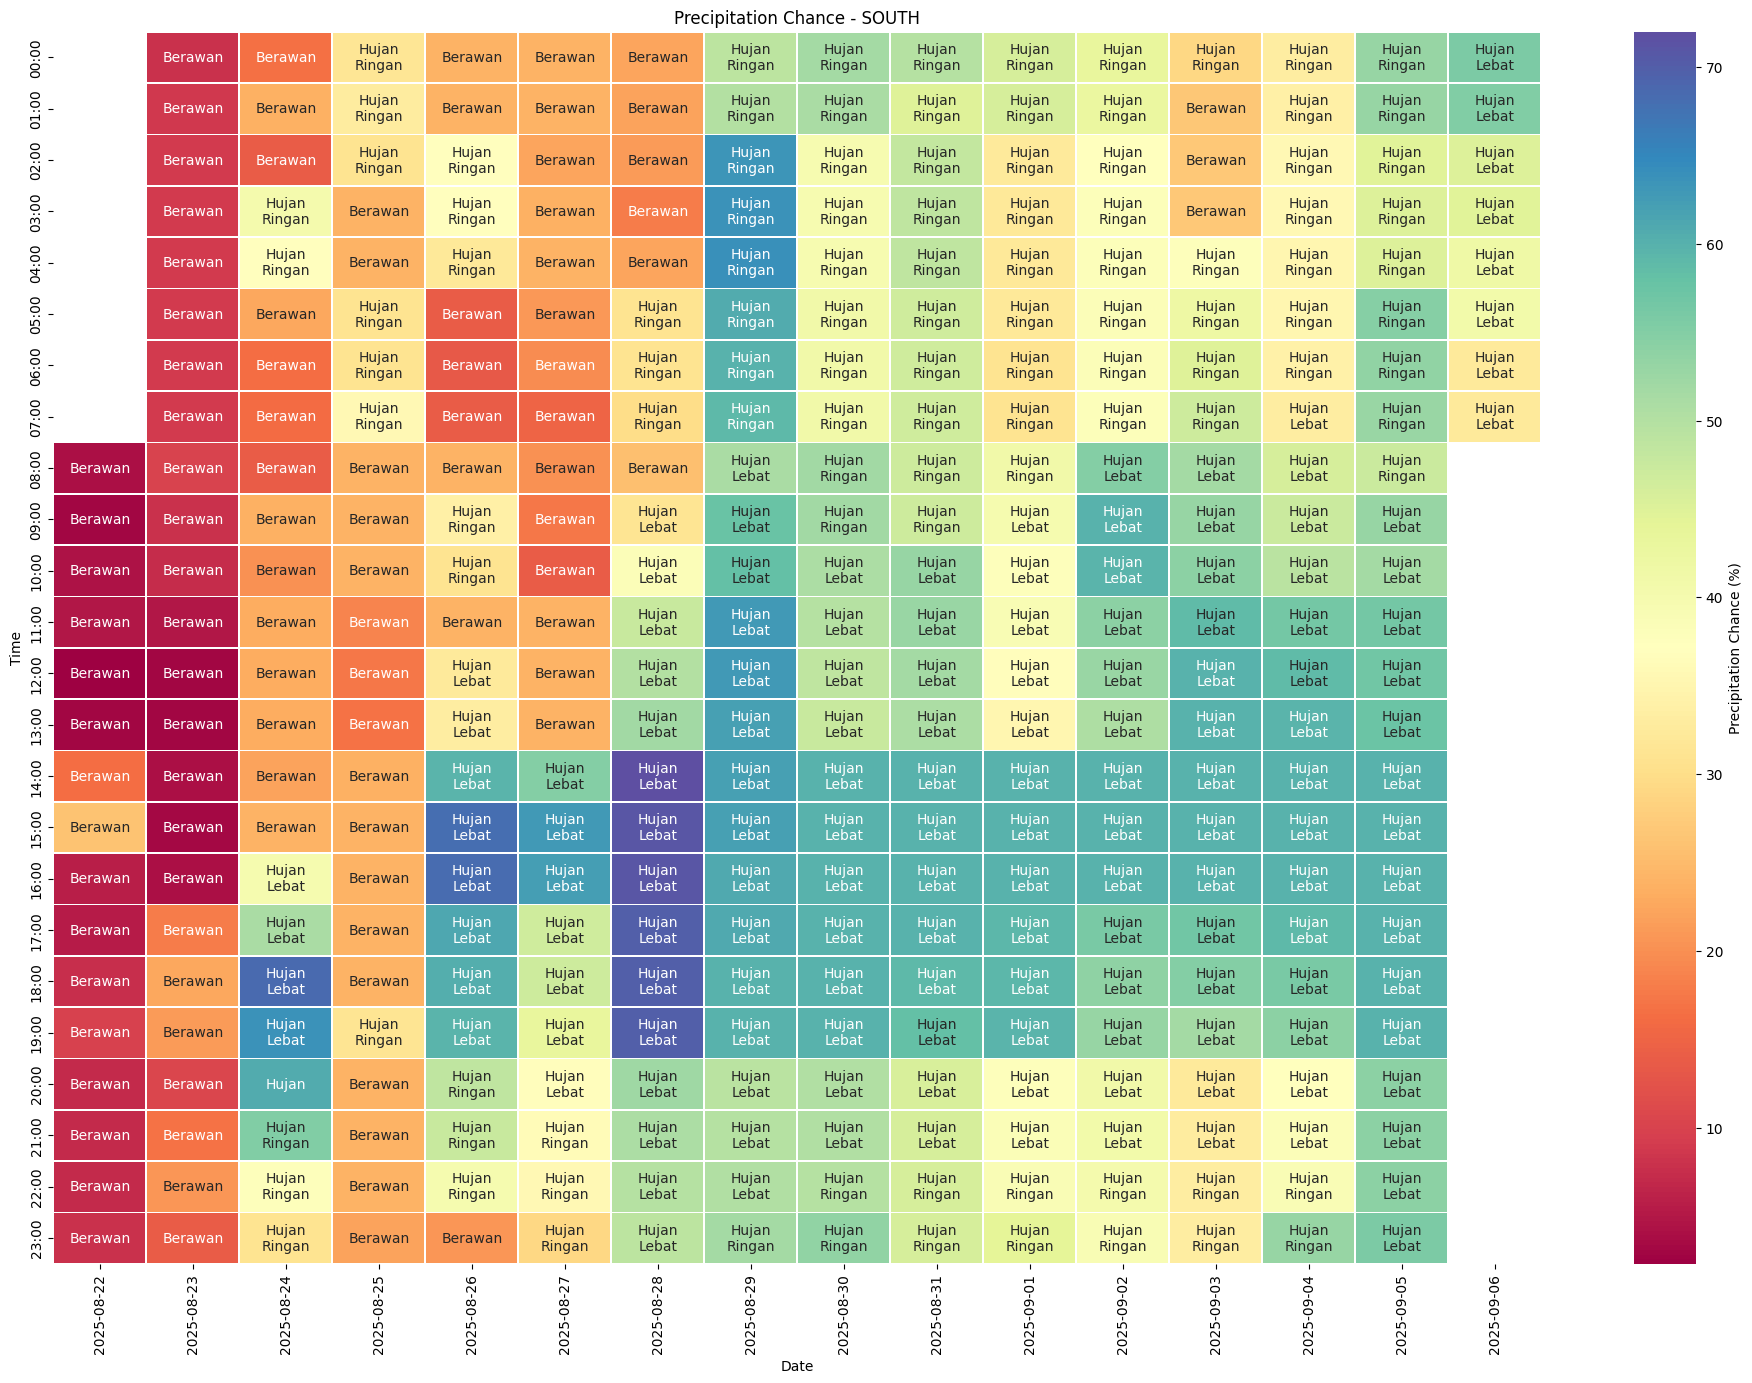 Precipitation Chance - SOUTH
00:00 Berawan Berawan Hujan Ringan Berawan Berawan Berawan Hujan Ringan Hujan Ringan Hujan Ringan Hujan Ringan Hujan Ringan Hujan Ringan Hujan Ringan Hujan Ringan Hujan Lebat
01:00 Berawan Berawan Hujan Ringan Berawan Berawan Berawan Hujan Ringan Hujan Ringan Hujan Ringan Hujan Ringan Hujan Ringan Berawan Hujan Ringan Hujan Ringan Hujan Lebat
02:00 Berawan Berawan Hujan Ringan Hujan Ringan Berawan Berawan Hujan Ringan Hujan Ringan Hujan Ringan Hujan Ringan Hujan Ringan Berawan Hujan Ringan Hujan Ringan Hujan Lebat
03:00 Berawan Hujan Ringan Berawan Hujan Ringan Berawan Berawan Hujan Ringan Hujan Ringan Hujan Ringan Hujan Ringan Hujan Ringan Berawan Hujan Ringan Hujan Ringan Hujan Lebat
04:00 Berawan Hujan Ringan Berawan Hujan Ringan Berawan Berawan Hujan Ringan Hujan Ringan Hujan Ringan Hujan Ringan Hujan Ringan Hujan Ringan Hujan Ringan Hujan Ringan Hujan Lebat
05:00 Berawan Berawan Hujan Ringan Berawan Berawan Hujan Ringan Hujan Ringan Hujan Ringan Hujan Ringan Hujan Ringan Hujan Ringan Hujan Ringan Hujan Ringan Hujan Ringan Hujan Lebat
06:00 Berawan Berawan Hujan Ringan Berawan Berawan Hujan Ringan Hujan Ringan Hujan Ringan Hujan Ringan Hujan Ringan Hujan Ringan Hujan Ringan Hujan Ringan Hujan Ringan Hujan Lebat
07:00 Berawan Berawan Hujan Ringan Berawan Berawan Hujan Ringan Hujan Ringan Hujan Ringan Hujan Ringan Hujan Ringan Hujan Ringan Hujan Ringan Hujan Lebat Hujan Ringan Hujan Lebat
08:00 Berawan Berawan Berawan Berawan Berawan Berawan Berawan Hujan Lebat Hujan Ringan Hujan Ringan Hujan Ringan Hujan Lebat Hujan Lebat Hujan Lebat Hujan Ringan
09:00 Berawan Berawan Berawan Berawan Hujan Ringan Berawan Hujan Lebat Hujan Lebat Hujan Ringan Hujan Ringan Hujan Lebat Hujan Lebat Hujan Lebat Hujan Lebat Hujan Lebat
10:00 Berawan Berawan Berawan Berawan Hujan Ringan Berawan Hujan Lebat Hujan Lebat Hujan Lebat Hujan Lebat Hujan Lebat Hujan Lebat Hujan Lebat Hujan Lebat Hujan Lebat
11:00 Berawan Berawan Berawan Berawan Berawan Berawan Hujan Lebat Hujan Lebat Hujan Lebat Hujan Lebat Hujan Lebat Hujan Lebat Hujan Lebat Hujan Lebat Hujan Lebat
12:00 Berawan Berawan Berawan Berawan Hujan Lebat Berawan Hujan Lebat Hujan Lebat Hujan Lebat Hujan Lebat Hujan Lebat Hujan Lebat Hujan Lebat Hujan Lebat Hujan Lebat
13:00 Berawan Berawan Berawan Berawan Hujan Lebat Berawan Hujan Lebat Hujan Lebat Hujan Lebat Hujan Lebat Hujan Lebat Hujan Lebat Hujan Lebat Hujan Lebat Hujan Lebat
14:00 Berawan Berawan Berawan Berawan Hujan Lebat Hujan Lebat Hujan Lebat Hujan Lebat Hujan Lebat Hujan Lebat Hujan Lebat Hujan Lebat Hujan Lebat Hujan Lebat Hujan Lebat
15:00 Berawan Berawan Berawan Berawan Hujan Lebat Hujan Lebat Hujan Lebat Hujan Lebat Hujan Lebat Hujan Lebat Hujan Lebat Hujan Lebat Hujan Lebat Hujan Lebat Hujan Lebat
16:00 Berawan Berawan Hujan Lebat Berawan Hujan Lebat Hujan Lebat Hujan Lebat Hujan Lebat Hujan Lebat Hujan Lebat Hujan Lebat Hujan Lebat Hujan Lebat Hujan Lebat Hujan Lebat
17:00 Berawan Berawan Hujan Lebat Berawan Hujan Lebat Hujan Lebat Hujan Lebat Hujan Lebat Hujan Lebat Hujan Lebat Hujan Lebat Hujan Lebat Hujan Lebat Hujan Lebat Hujan Lebat
18:00 Berawan Berawan Hujan Lebat Berawan Hujan Lebat Hujan Lebat Hujan Lebat Hujan Lebat Hujan Lebat Hujan Lebat Hujan Lebat Hujan Lebat Hujan Lebat Hujan Lebat Hujan Lebat
19:00 Berawan Berawan Hujan Lebat Hujan Ringan Hujan Lebat Hujan Lebat Hujan Lebat Hujan Lebat Hujan Lebat Hujan Lebat Hujan Lebat Hujan Lebat Hujan Lebat Hujan Lebat Hujan Lebat
20:00 Berawan Berawan Hujan Berawan Hujan Ringan Hujan Lebat Hujan Lebat Hujan Lebat Hujan Lebat Hujan Lebat Hujan Lebat Hujan Lebat Hujan Lebat Hujan Lebat Hujan Lebat
21:00 Berawan Berawan Hujan Ringan Berawan Hujan Ringan Hujan Ringan Hujan Lebat Hujan Lebat Hujan Lebat Hujan Lebat Hujan Lebat Hujan Lebat Hujan Lebat Hujan Lebat Hujan Lebat
22:00 Berawan Berawan Hujan Ringan Berawan Hujan Ringan Hujan Ringan Hujan Lebat Hujan Lebat Hujan Ringan Hujan Ringan Hujan Ringan Hujan Ringan Hujan Ringan Hujan Ringan Hujan Lebat
23:00 Berawan Berawan Hujan Ringan Berawan Berawan Hujan Ringan Hujan Lebat Hujan Ringan Hujan Ringan Hujan Ringan Hujan Ringan Hujan Ringan Hujan Ringan Hujan Ringan Hujan Lebat
Time
2025-08-22 2025-08-23 2025-08-24 2025-08-25 2025-08-26 2025-08-27 2025-08-28 2025-08-29 2025-08-30 2025-08-31 2025-09-01 2025-09-02 2025-09-03 2025-09-04 2025-09-05 2025-09-06
Date
70
60
50
40
30
20
10
Precipitation Chance (%)